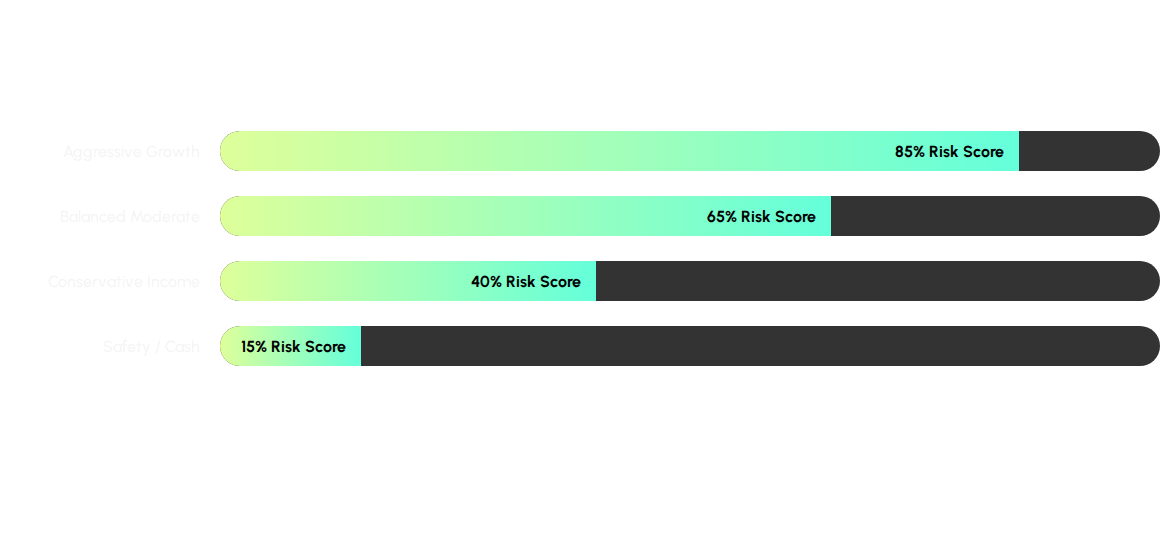 Aggressive Growth
85% Risk Score
Balanced Moderate
65% Risk Score
Conservative Income
40% Risk Score
Safety / Cash
15% Risk Score